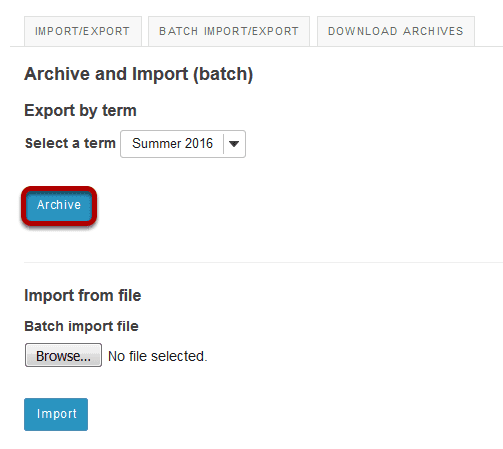 IMPORT/EXPORT BATCH IMPORT/EXPORT DOWNLOAD ARCHIVES
Archive and Import (batch)
Export by term
Select a term Summer 2016
Archive
Import from file
Batch import file
Browse... No file selected.
Import